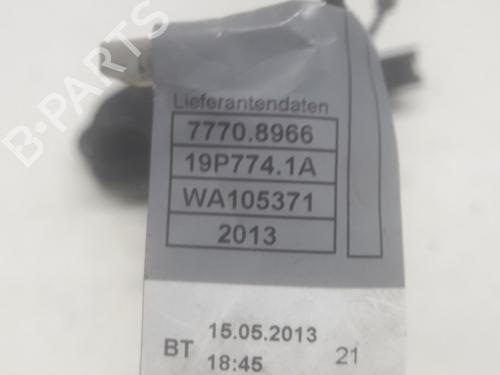 B-PARTS
Lieferantendaten
7770.8966
19P774.1A
WA105371
2013
BT 15.05.2013
18:45 21